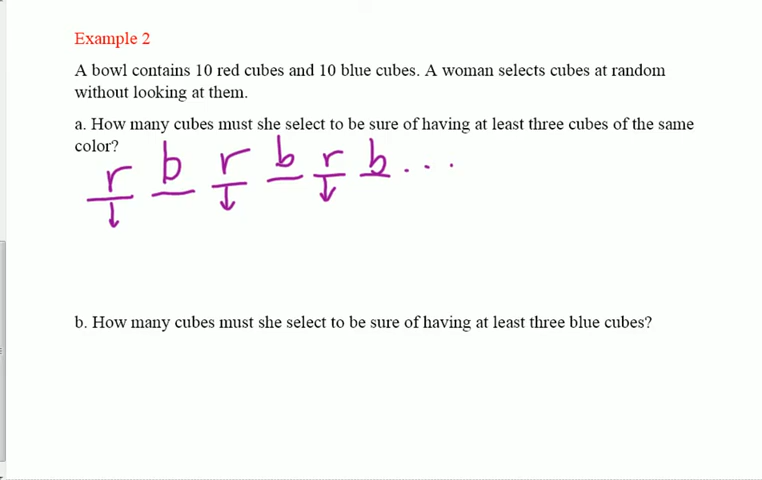 Example 2
A bowl contains 10 red cubes and 10 blue cubes. A woman selects cubes at random
without looking at them.
a. How many cubes must she select to be sure of having at least three cubes of the same
color?
r b r b r b ...
b. How many cubes must she select to be sure of having at least three blue cubes?